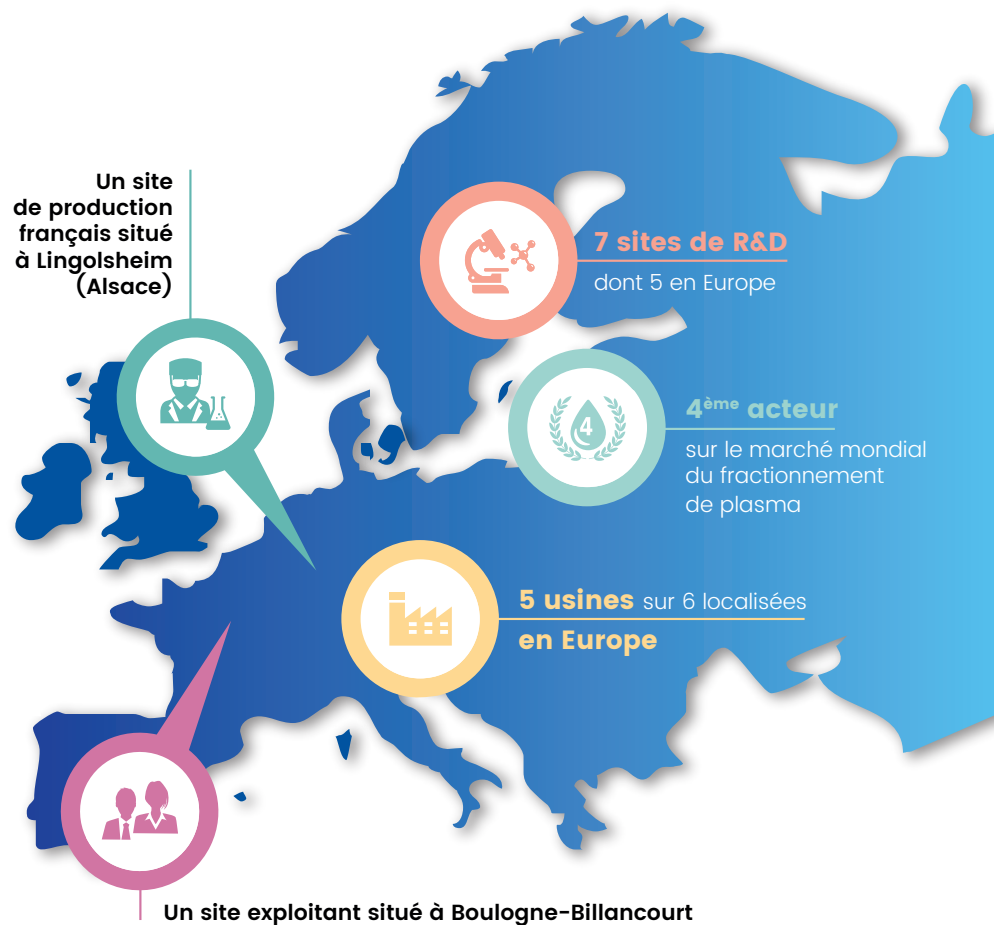 Un site
de production
français situé
à Lingolsheim
(Alsace)
7 sites de R&D
dont 5 en Europe
4
4ème acteur
sur le marché mondial
du fractionnement
de plasma
5 usines sur 6 localisées
en Europe
Un site exploitant situé à Boulogne-Billancourt